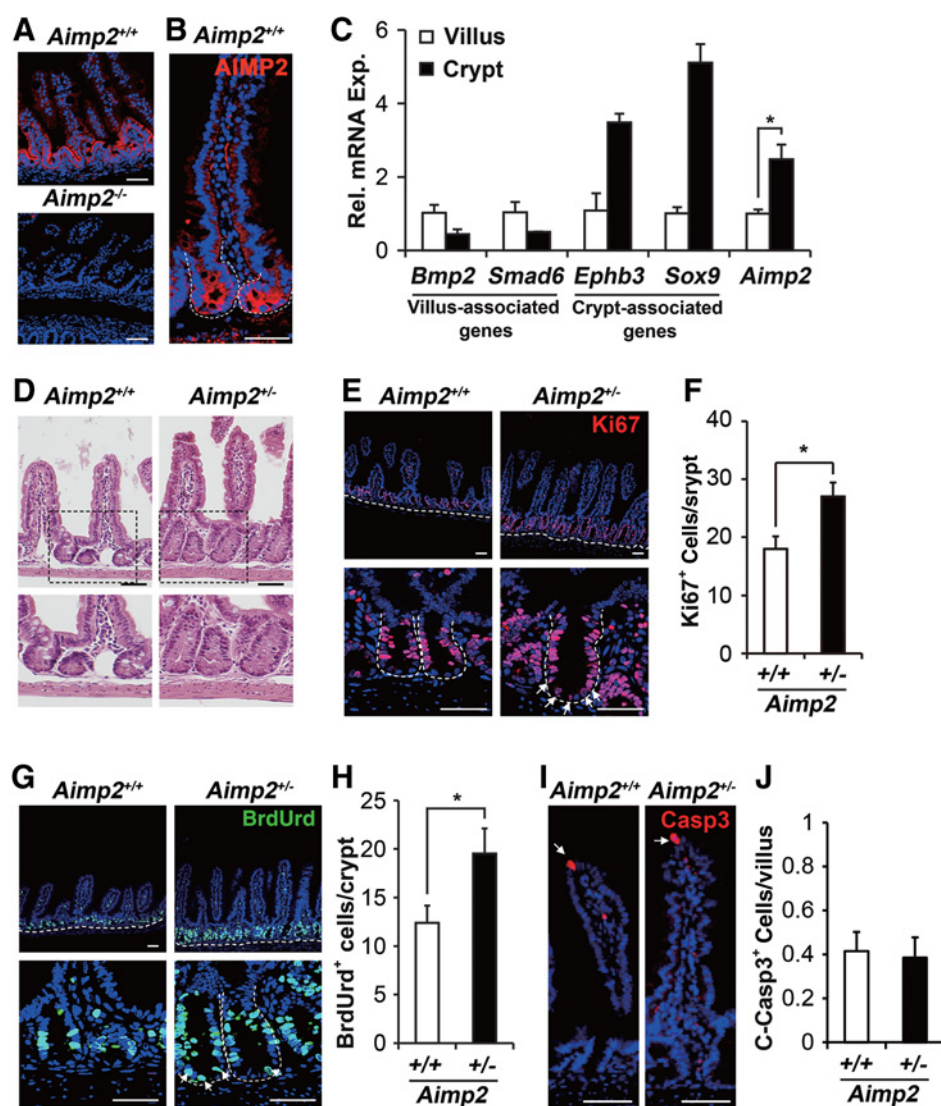 A
Aimp2+/+
Aimp2-/-
B
Aimp2+/+
AIMP2
C
Villus
Crypt
Rel. mRNA Exp.
6
4
2
0
*
Bmp2 Smad6 Ephb3 Sox9 Aimp2
Villus-associated genes
Crypt-associated genes
D
Aimp2+/+ Aimp2+/-
E
Aimp2+/+ Aimp2+/-
Ki67
F
Ki67+ Cells/srypt
40
30
20
10
0
*
+/+ +/-
Aimp2
G
Aimp2+/+ Aimp2+/-
BrdUrd
H
BrdUrd+ cells/crypt
25
20
15
10
5
0
*
+/+ +/-
Aimp2
I
Aimp2+/+ Aimp2+/-
Casp3
J
C-Casp3+ Cells/villus
1
0.8
0.6
0.4
0.2
0
+/+ +/-
Aimp2